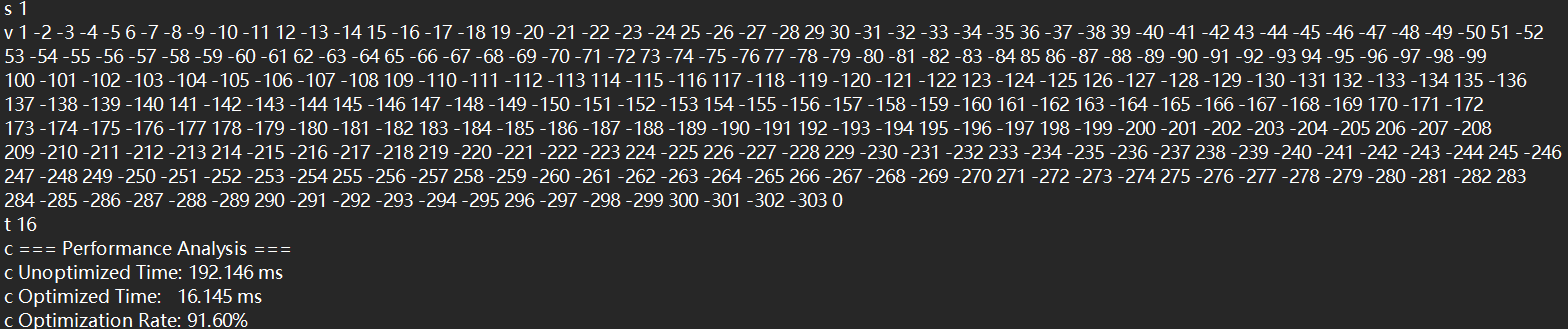 s 1
v 1 -2 -3 -4 -5 6 -7 -8 -9 -10 -11 12 -13 -14 15 -16 -17 -18 19 -20 -21 -22 -23 -24 25 -26 -27 -28 29 30 -31 -32 -33 -34 -35 36 -37 -38 39 -40 -41 -42 43 -44 -45 -46 -47 -48 -49 -50 51 -52
53 -54 -55 -56 -57 -58 -59 -60 -61 62 -63 -64 65 -66 -67 -68 -69 -70 -71 -72 73 -74 -75 -76 77 -78 -79 -80 -81 -82 -83 -84 85 86 -87 -88 -89 -90 -91 -92 -93 94 -95 -96 -97 -98 -99
100 -101 -102 -103 -104 -105 -106 -107 -108 109 -110 -111 -112 -113 114 -115 -116 117 -118 -119 -120 -121 -122 123 -124 -125 126 -127 -128 -129 -130 -131 132 -133 -134 135 -136
137 -138 -139 -140 141 -142 -143 -144 145 -146 147 -148 -149 -150 -151 -152 -153 154 -155 -156 -157 -158 -159 -160 161 -162 163 -164 -165 -166 -167 -168 -169 170 -171 -172
173 -174 -175 -176 -177 178 -179 -180 -181 -182 183 -184 -185 -186 -187 -188 -189 -190 -191 192 -193 -194 195 -196 -197 198 -199 -200 -201 -202 -203 -204 -205 206 -207 -208
209 -210 -211 -212 -213 214 -215 -216 -217 -218 219 -220 -221 -222 -223 224 -225 226 -227 -228 229 -230 -231 -232 233 -234 -235 -236 -237 238 -239 -240 -241 -242 -243 -244 245 -246
247 -248 249 -250 -251 -252 -253 -254 255 -256 -257 258 -259 -260 -261 -262 -263 -264 -265 266 -267 -268 -269 -270 271 -272 -273 -274 275 -276 -277 -278 -279 -280 -281 -282 283
284 -285 -286 -287 -288 -289 290 -291 -292 -293 -294 -295 296 -297 -298 -299 300 -301 -302 -303 0
t 16
c === Performance Analysis ===
c Unoptimized Time: 192.146 ms
c Optimized Time:   16.145 ms
c Optimization Rate: 91.60%